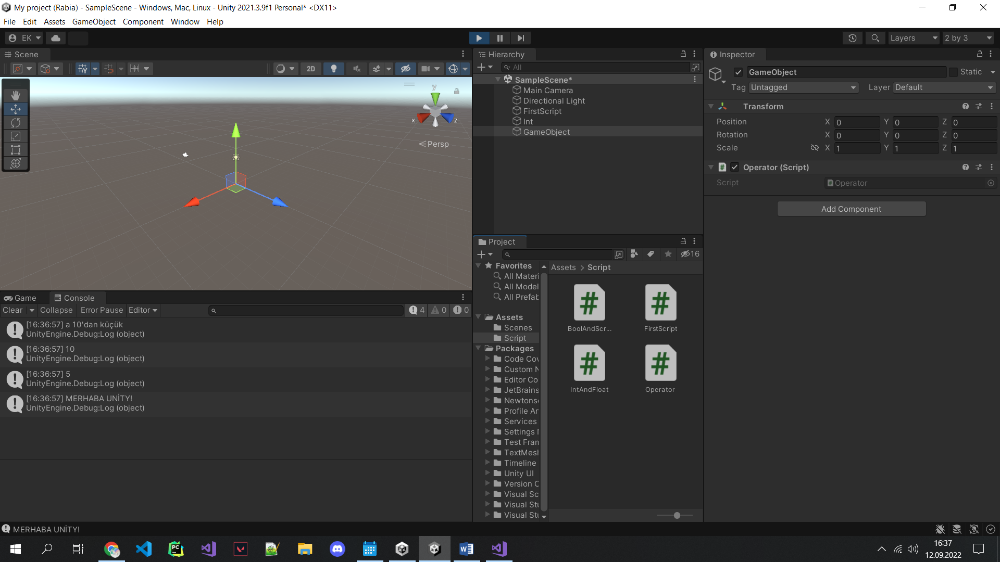 My project (Rabia) - SampleScene - Windows, Mac, Linux - Unity 2021.3.9f1 Personal* <DX11>
File Edit Assets GameObject Component Window Help
EK
Layers
2 by 3
Scene
2D
y
x
z
Persp
Game
Console
Clear Collapse Error Pause Editor
4
0
0
[16:36:57] a 10'dan küçük
UnityEngine.Debug:Log (object)
[16:36:57] 10
UnityEngine.Debug:Log (object)
[16:36:57] 5
UnityEngine.Debug:Log (object)
[16:36:57] MERHABA UNİTY!
UnityEngine.Debug:Log (object)
Hierarchy
All
SampleScene*
Main Camera
Directional Light
FirstScript
Int
GameObject
Project
16
Favorites
All Materi
All Model
All Prefab
Assets
Scenes
Script
Packages
Code Cov
Custom N
Editor Co
JetBrains
Newtonso
Profile An
Services
Settings M
Test Fram
TextMesh
Timeline
Unity UI
Version C
Visual Sc
Visual Stu
Visual Stu
Assets > Script
BoolAndScr...
FirstScript
IntAndFloat
Operator
Inspector
GameObject
Static
Tag Untagged
Layer Default
Transform
Position X 0 Y 0 Z 0
Rotation X 0 Y 0 Z 0
Scale X 1 Y 1 Z 1
# Operator (Script)
Script Operator
Add Component
MERHABA UNİTY!
16:37
12.09.2022